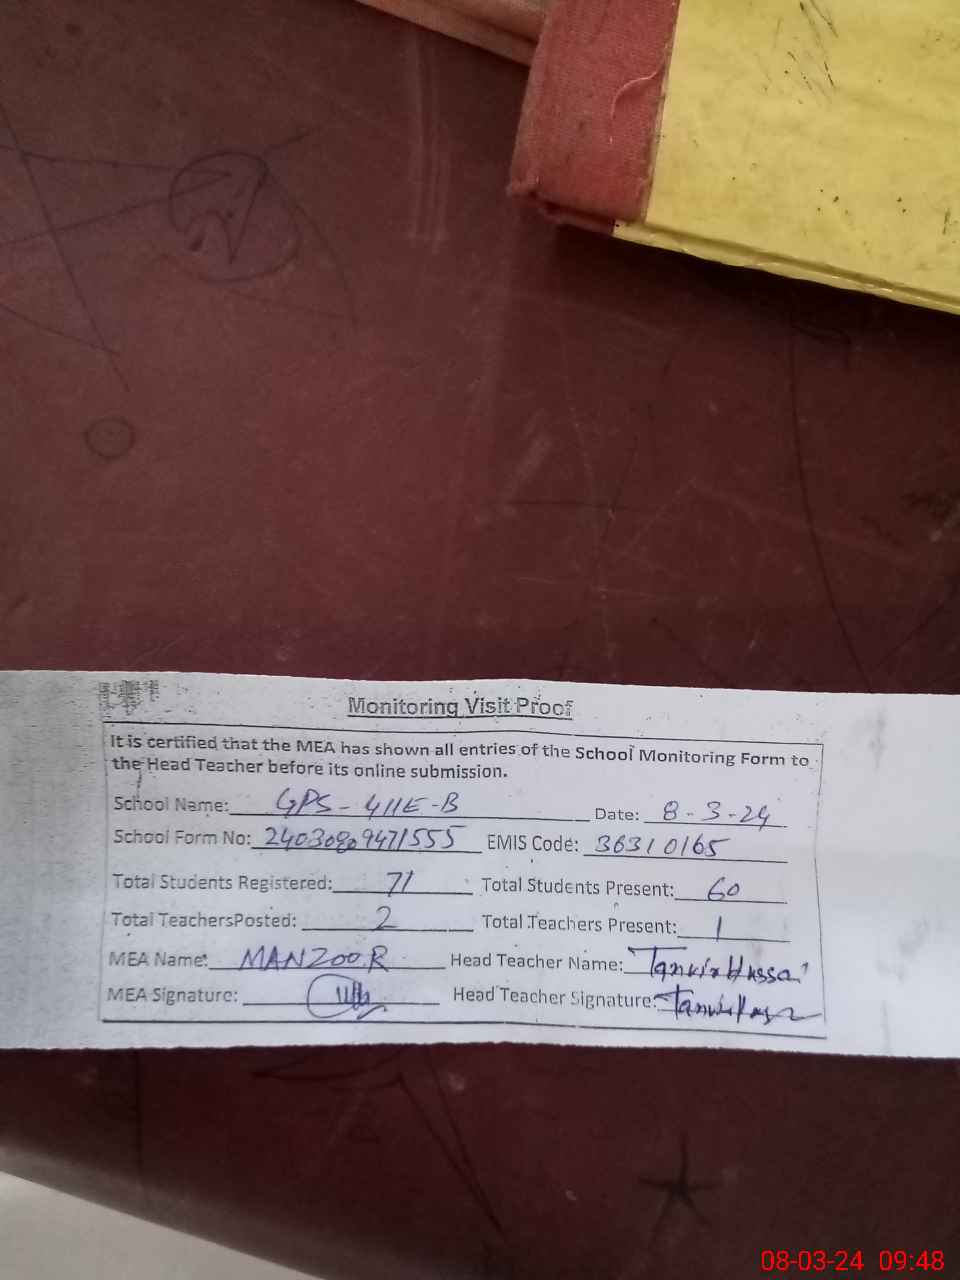 Monitoring Visit Proof
It is certified that the MEA has shown all entries of the School Monitoring Form to
the Head Teacher before its online submission.
School Name: GPS-411E-B Date: 8-3-24
School Form No: EMIS Code: 36310165
Total Students Registered: 71 Total Students Present: 60
Total TeachersPosted: 2 Total Teachers Present: 1
MEA Name: MANZOOR Head Teacher Name: Tanvir Hussai
MEA Signature: Head Teacher Signature:
08-03-24 09:48